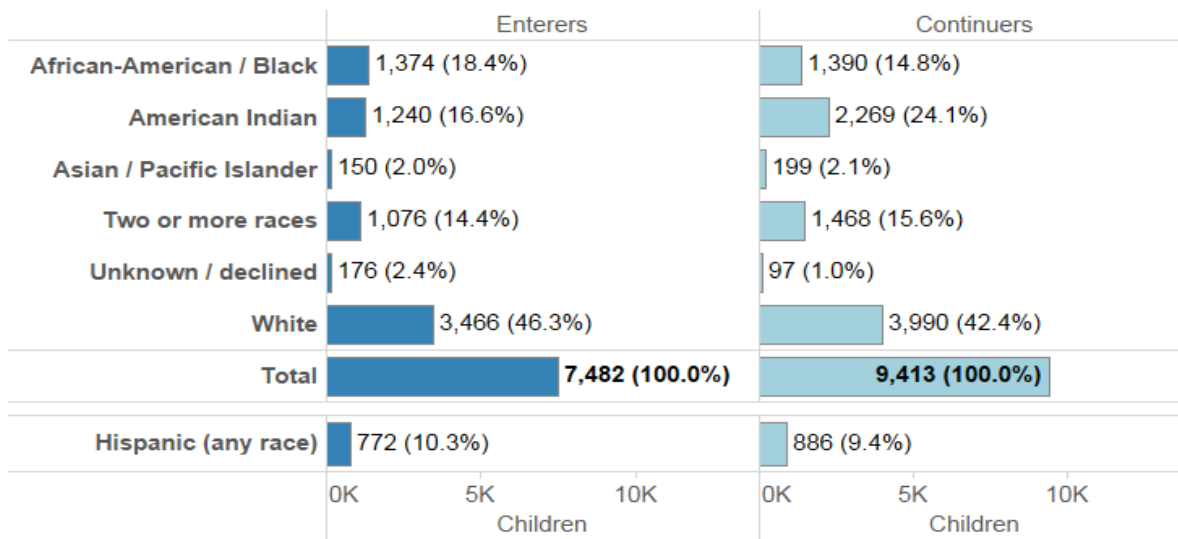 Enterers Continuers
African-American / Black 1,374 (18.4%) 1,390 (14.8%)
American Indian 1,240 (16.6%) 2,269 (24.1%)
Asian / Pacific Islander 150 (2.0%) 199 (2.1%)
Two or more races 1,076 (14.4%) 1,468 (15.6%)
Unknown / declined 176 (2.4%) 97 (1.0%)
White 3,466 (46.3%) 3,990 (42.4%)
Total 7,482 (100.0%) 9,413 (100.0%)
Hispanic (any race) 772 (10.3%) 886 (9.4%)
0K 5K 10K 0K 5K 10K
Children Children